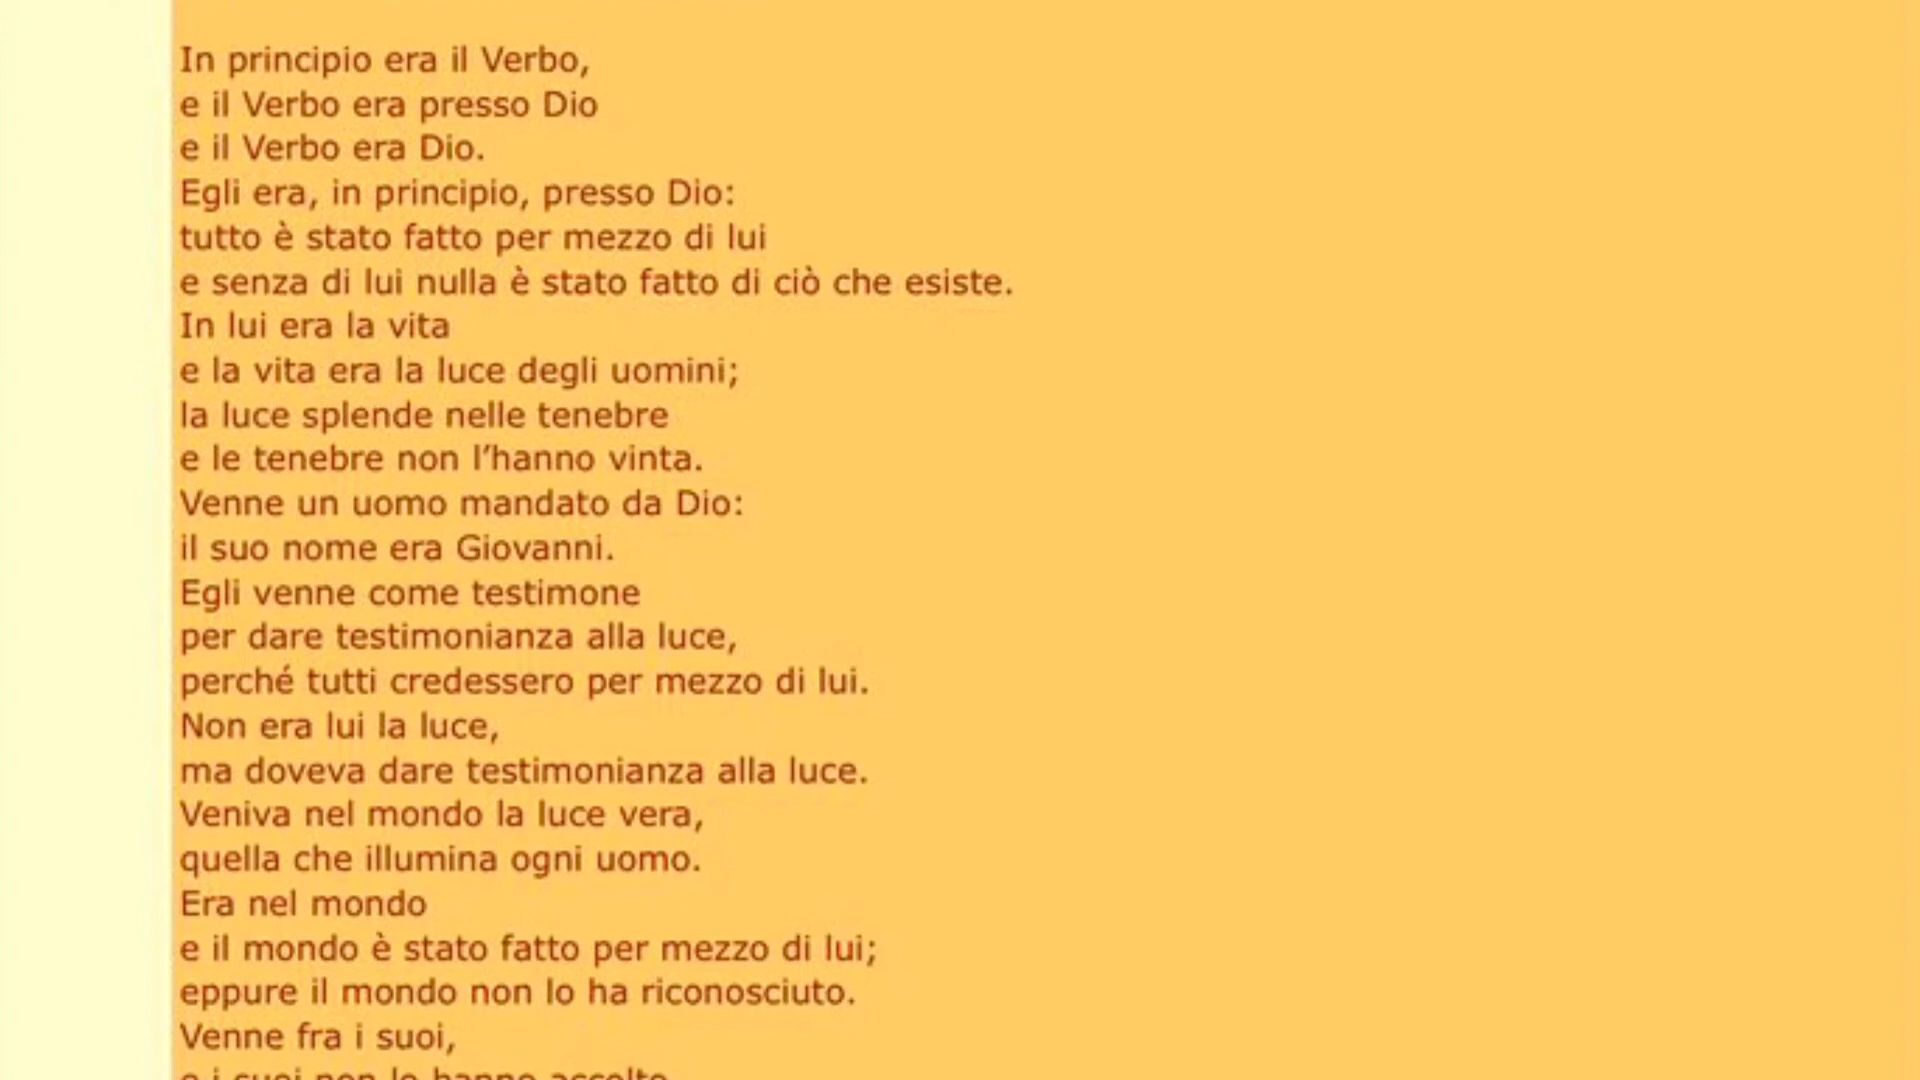 In principio era il Verbo,
e il Verbo era presso Dio
e il Verbo era Dio.
Egli era, in principio, presso Dio:
tutto è stato fatto per mezzo di lui
e senza di lui nulla è stato fatto di ciò che esiste.
In lui era la vita
e la vita era la luce degli uomini;
la luce splende nelle tenebre
e le tenebre non l’hanno vinta.
Venne un uomo mandato da Dio:
il suo nome era Giovanni.
Egli venne come testimone
per dare testimonianza alla luce,
perché tutti credessero per mezzo di lui.
Non era lui la luce,
ma doveva dare testimonianza alla luce.
Veniva nel mondo la luce vera,
quella che illumina ogni uomo.
Era nel mondo
e il mondo è stato fatto per mezzo di lui;
eppure il mondo non lo ha riconosciuto.
Venne fra i suoi,
e i suoi non lo hanno accolto